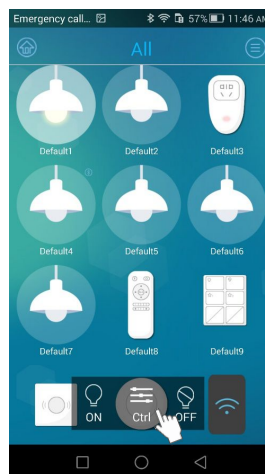 Emergency call... 57% 11:46 AM
All
Default1 Default2 Default3
Default4 Default5 Default6
Default7 Default8 Default9
ON Ctrl OFF